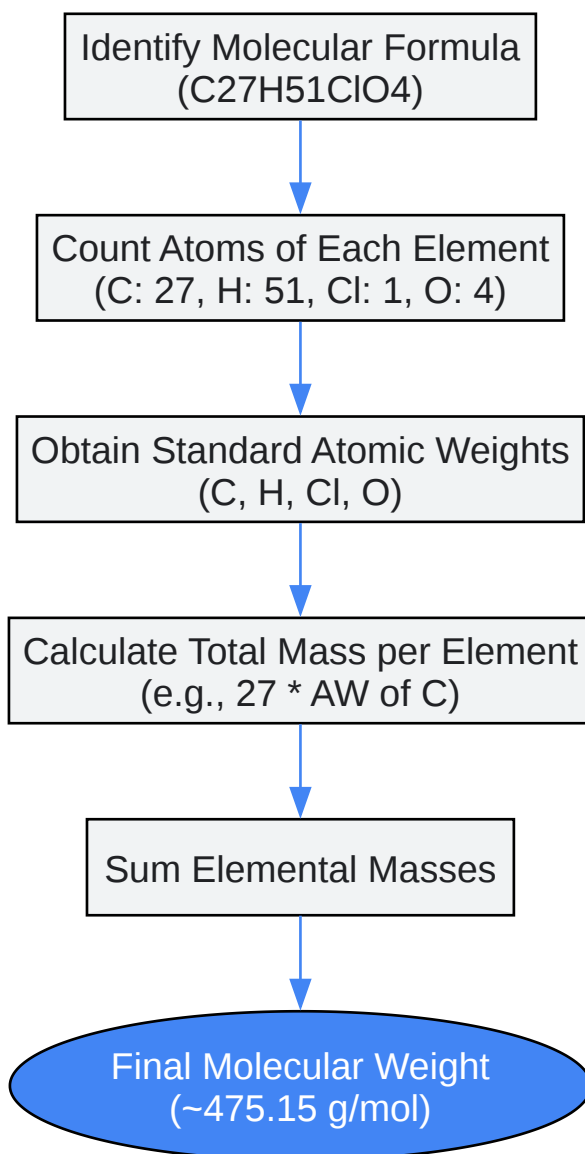 Identify Molecular Formula
(C27H51ClO4)
Count Atoms of Each Element
(C: 27, H: 51, Cl: 1, O: 4)
Obtain Standard Atomic Weights
(C, H, Cl, O)
Calculate Total Mass per Element
(e.g., 27 * AW of C)
Sum Elemental Masses
Final Molecular Weight
(~475.15 g/mol)